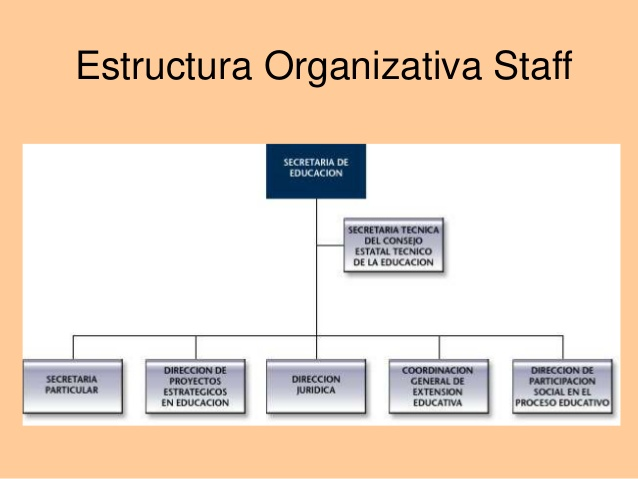 Estructura Organizativa Staff
SECRETARIA DE
EDUCACION
SECRETARIA TECNICA
DEL CONSEJO
ESTATAL TECNICO
DE LA EDUCACION
SECRETARIA
PARTICULAR
DIRECCION DE
PROYECTOS
ESTRATEGICOS
EN EDUCACION
DIRECCION
JURIDICA
COORDINACION
GENERAL DE
EXTENSION
EDUCATIVA
DIRECCION DE
PARTICIPACION
SOCIAL EN EL
PROCESO EDUCATIVO